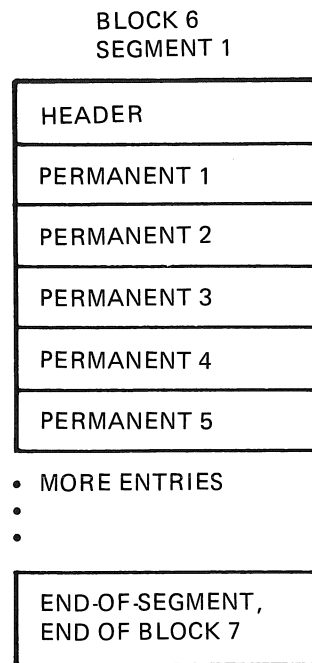 BLOCK 6
SEGMENT 1
HEADER
PERMANENT 1
PERMANENT 2
PERMANENT 3
PERMANENT 4
PERMANENT 5
• MORE ENTRIES
•
•
END-OF-SEGMENT,
END OF BLOCK 7